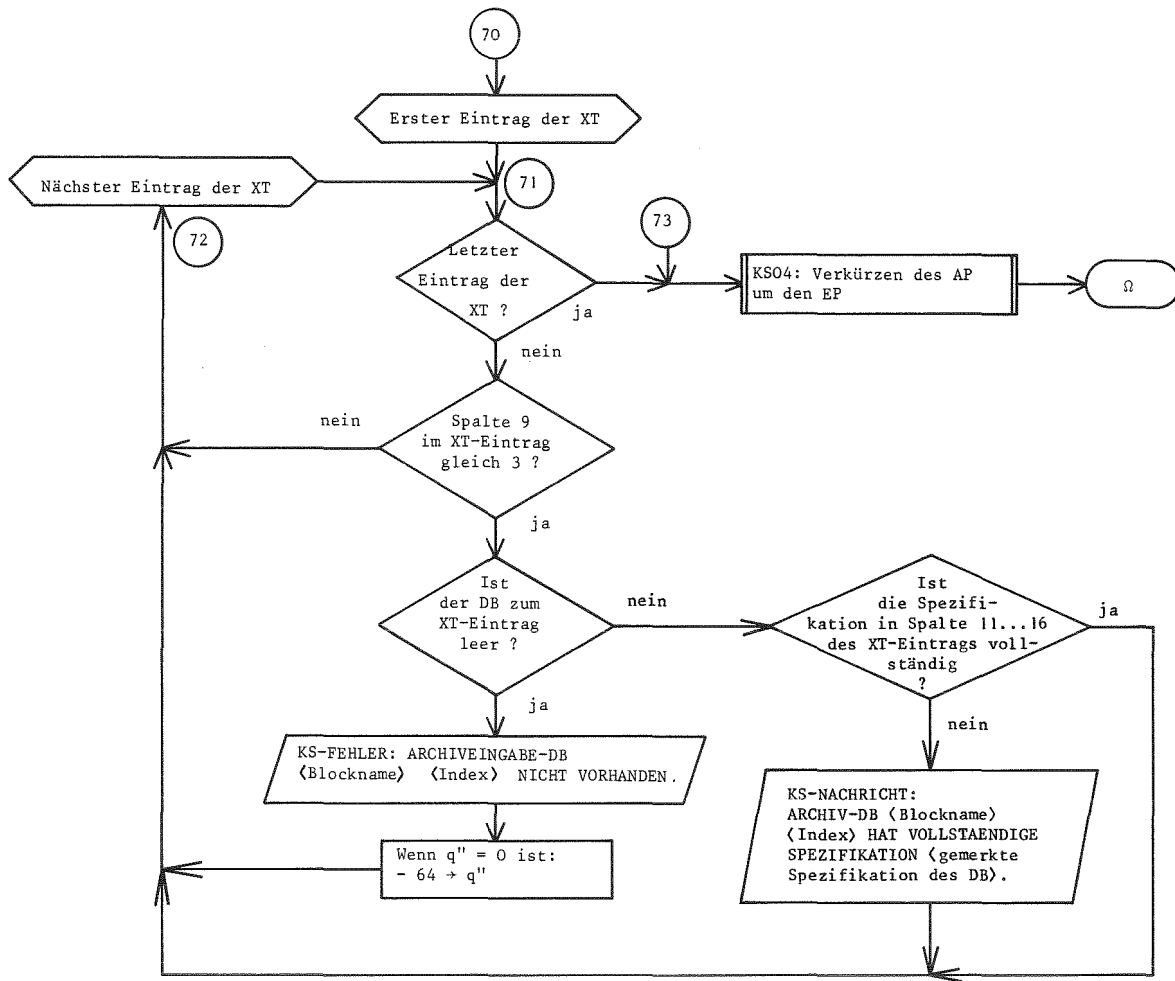 70
Erster Eintrag der XT
Nächster Eintrag der XT
71
72
73
Letzter
Eintrag der
XT ?
ja
KS04: Verkürzen des AP
um den EP
Ω
nein
Spalte 9
im XT-Eintrag
gleich 3 ?
nein
ja
Ist
der DB zum
XT-Eintrag
leer ?
nein
Ist
die Spezifi-
kation in Spalte 11...16
des XT-Eintrags voll-
ständig
?
ja
ja
nein
KS-FEHLER: ARCHIVEINGABE-DB
⟨Blockname⟩ ⟨Index⟩ NICHT VORHANDEN.
Wenn q" = 0 ist:
- 64 → q"
KS-NACHRICHT:
ARCHIV-DB ⟨Blockname⟩
⟨Index⟩ HAT VOLLSTAENDIGE
SPEZIFIKATION ⟨gemerkte
Spezifikation des DB⟩.